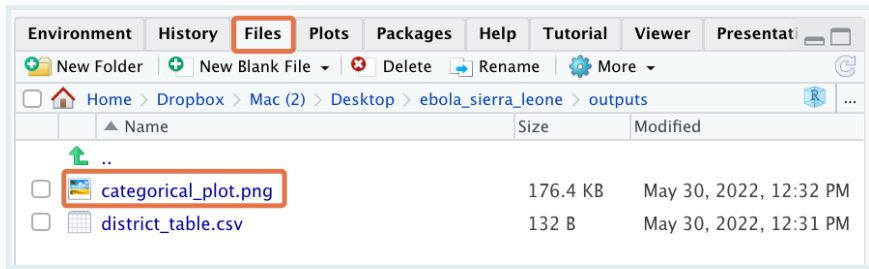 Environment History Files Plots Packages Help Tutorial Viewer Presentati
New Folder New Blank File Delete Rename More
Home > Dropbox > Mac (2) > Desktop > ebola_sierra_leone > outputs R ...
Name Size Modified
..
categorical_plot.png 176.4 KB May 30, 2022, 12:32 PM
district_table.csv 132 B May 30, 2022, 12:31 PM